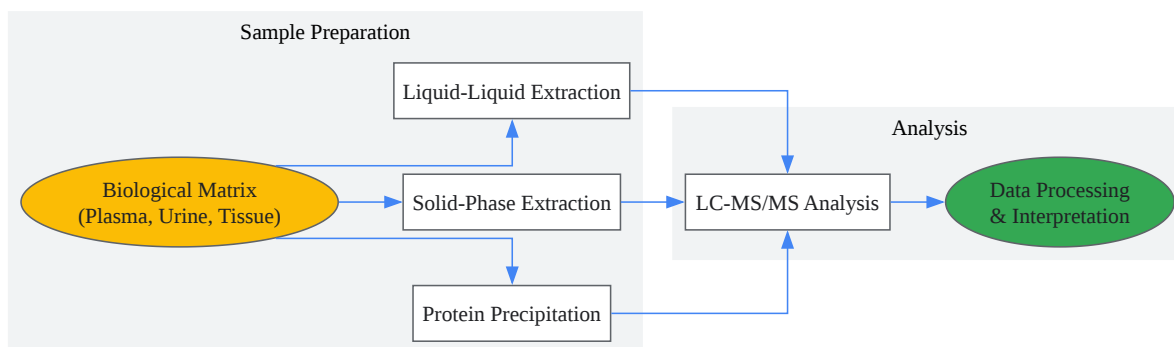 Sample Preparation
Liquid-Liquid Extraction
Analysis
Biological Matrix
(Plasma, Urine, Tissue)
Solid-Phase Extraction
LC-MS/MS Analysis
Data Processing
& Interpretation
Protein Precipitation